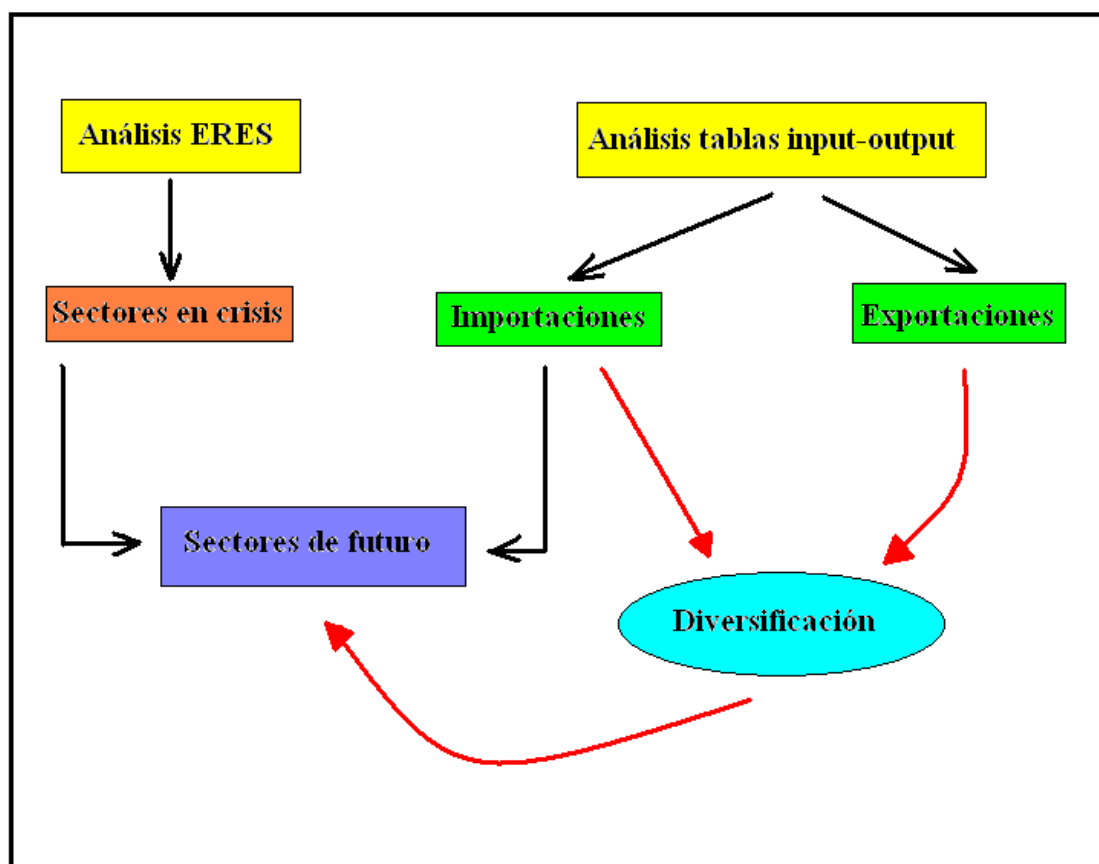 Análisis ERES
Análisis tablas input-output
Sectores en crisis
Importaciones
Exportaciones
Sectores de futuro
Diversificación